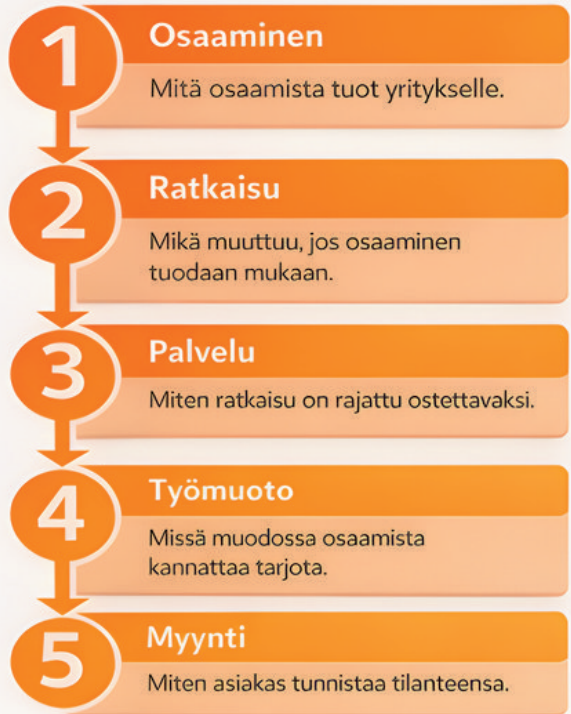 1
Osaaminen
Mitä osaamista tuot yritykselle.
2
Ratkaisu
Mikä muuttuu, jos osaaminen
tuodaan mukaan.
3
Palvelu
Miten ratkaisu on rajattu ostettavaksi.
4
Työmuoto
Missä muodossa osaamista
kannattaa tarjota.
5
Myynti
Miten asiakas tunnistaa tilanteensa.